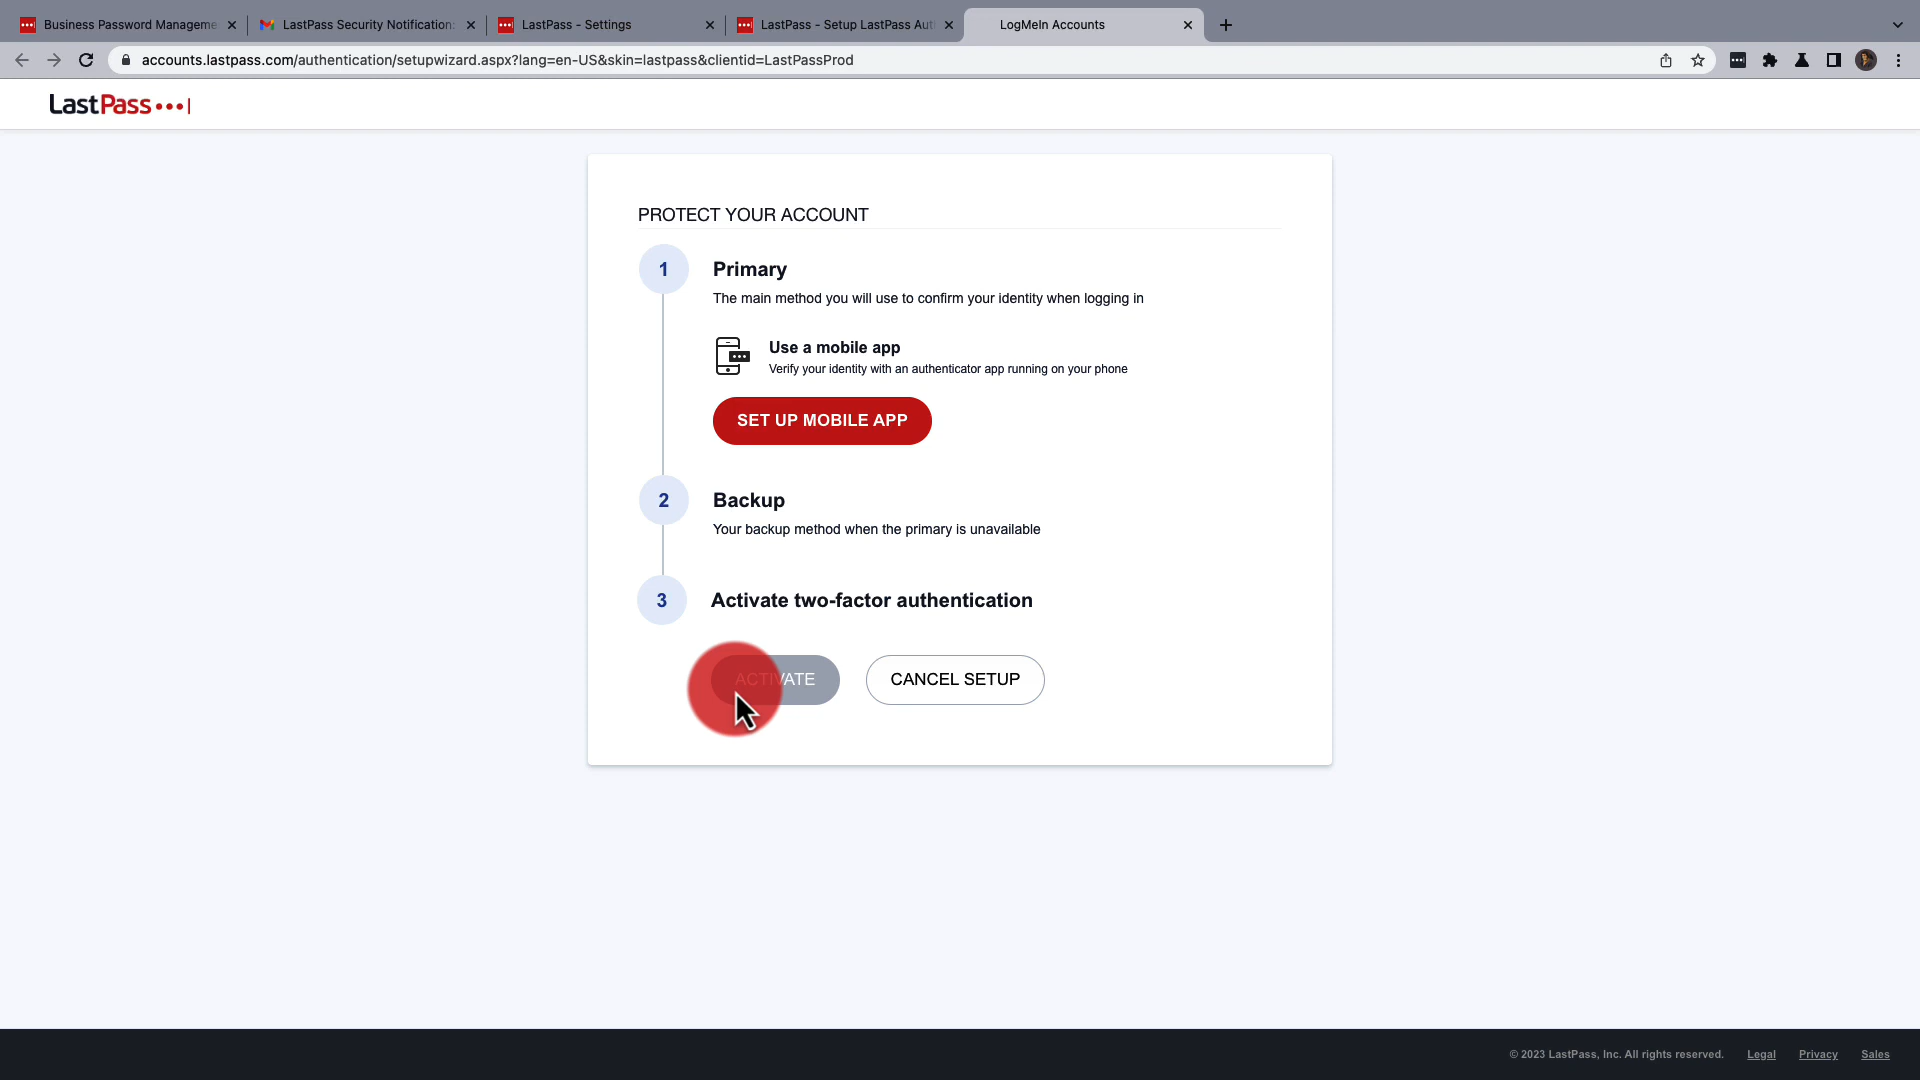 Business Password Manageme
LastPass Security Notification:
LastPass - Settings
LastPass - Setup LastPass Aut
LogMeIn Accounts
accounts.lastpass.com/authentication/setupwizard.aspx?lang=en-US&skin=lastpass&clientid=LastPassProd
LastPass
PROTECT YOUR ACCOUNT
1 Primary
The main method you will use to confirm your identity when logging in
Use a mobile app
Verify your identity with an authenticator app running on your phone
SET UP MOBILE APP
2 Backup
Your backup method when the primary is unavailable
3 Activate two-factor authentication
ACTIVATE CANCEL SETUP
© 2023 LastPass, Inc. All rights reserved. Legal Privacy Sales